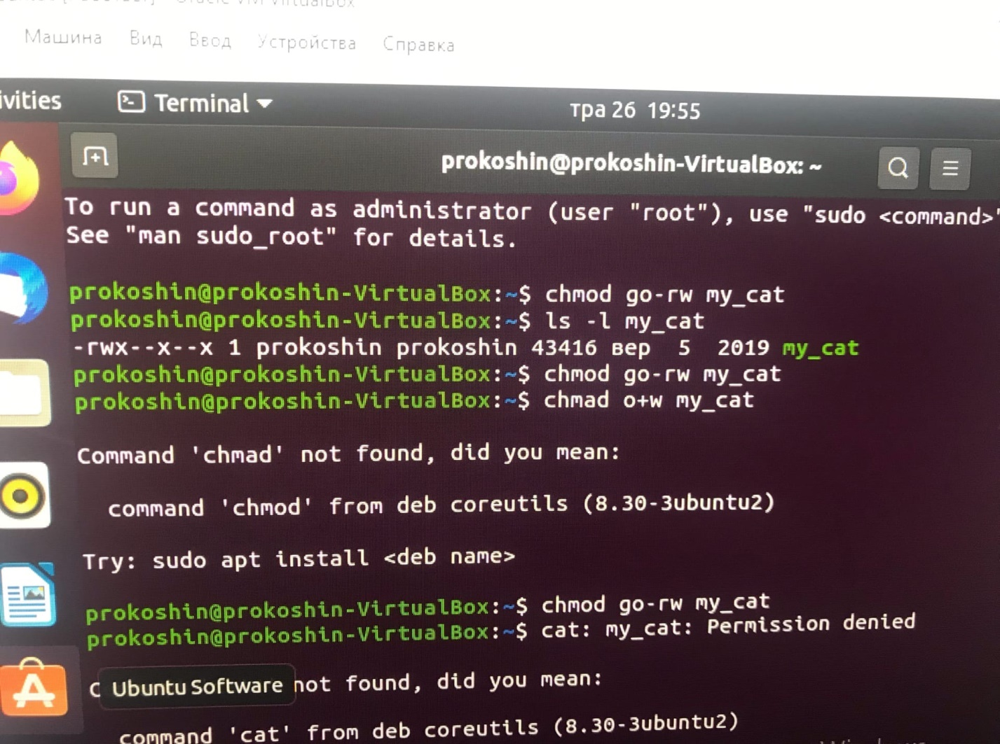 Oracle VM VirtualBox
Машина Вид Ввод Устройства Справка
ivities Terminal тра 26 19:55
prokoshin@prokoshin-VirtualBox: ~
To run a command as administrator (user "root"), use "sudo <command>"
See "man sudo_root" for details.
prokoshin@prokoshin-VirtualBox:~$ chmod go-rw my_cat
prokoshin@prokoshin-VirtualBox:~$ ls -l my_cat
-rwx--x--x 1 prokoshin prokoshin 43416 вер 5 2019 my_cat
prokoshin@prokoshin-VirtualBox:~$ chmod go-rw my_cat
prokoshin@prokoshin-VirtualBox:~$ chmad o+w my_cat
Command 'chmad' not found, did you mean:
command 'chmod' from deb coreutils (8.30-3ubuntu2)
Try: sudo apt install <deb name>
prokoshin@prokoshin-VirtualBox:~$ chmod go-rw my_cat
prokoshin@prokoshin-VirtualBox:~$ cat: my_cat: Permission denied
C Ubuntu Software not found, did you mean:
command 'cat' from deb coreutils (8.30-3ubuntu2)